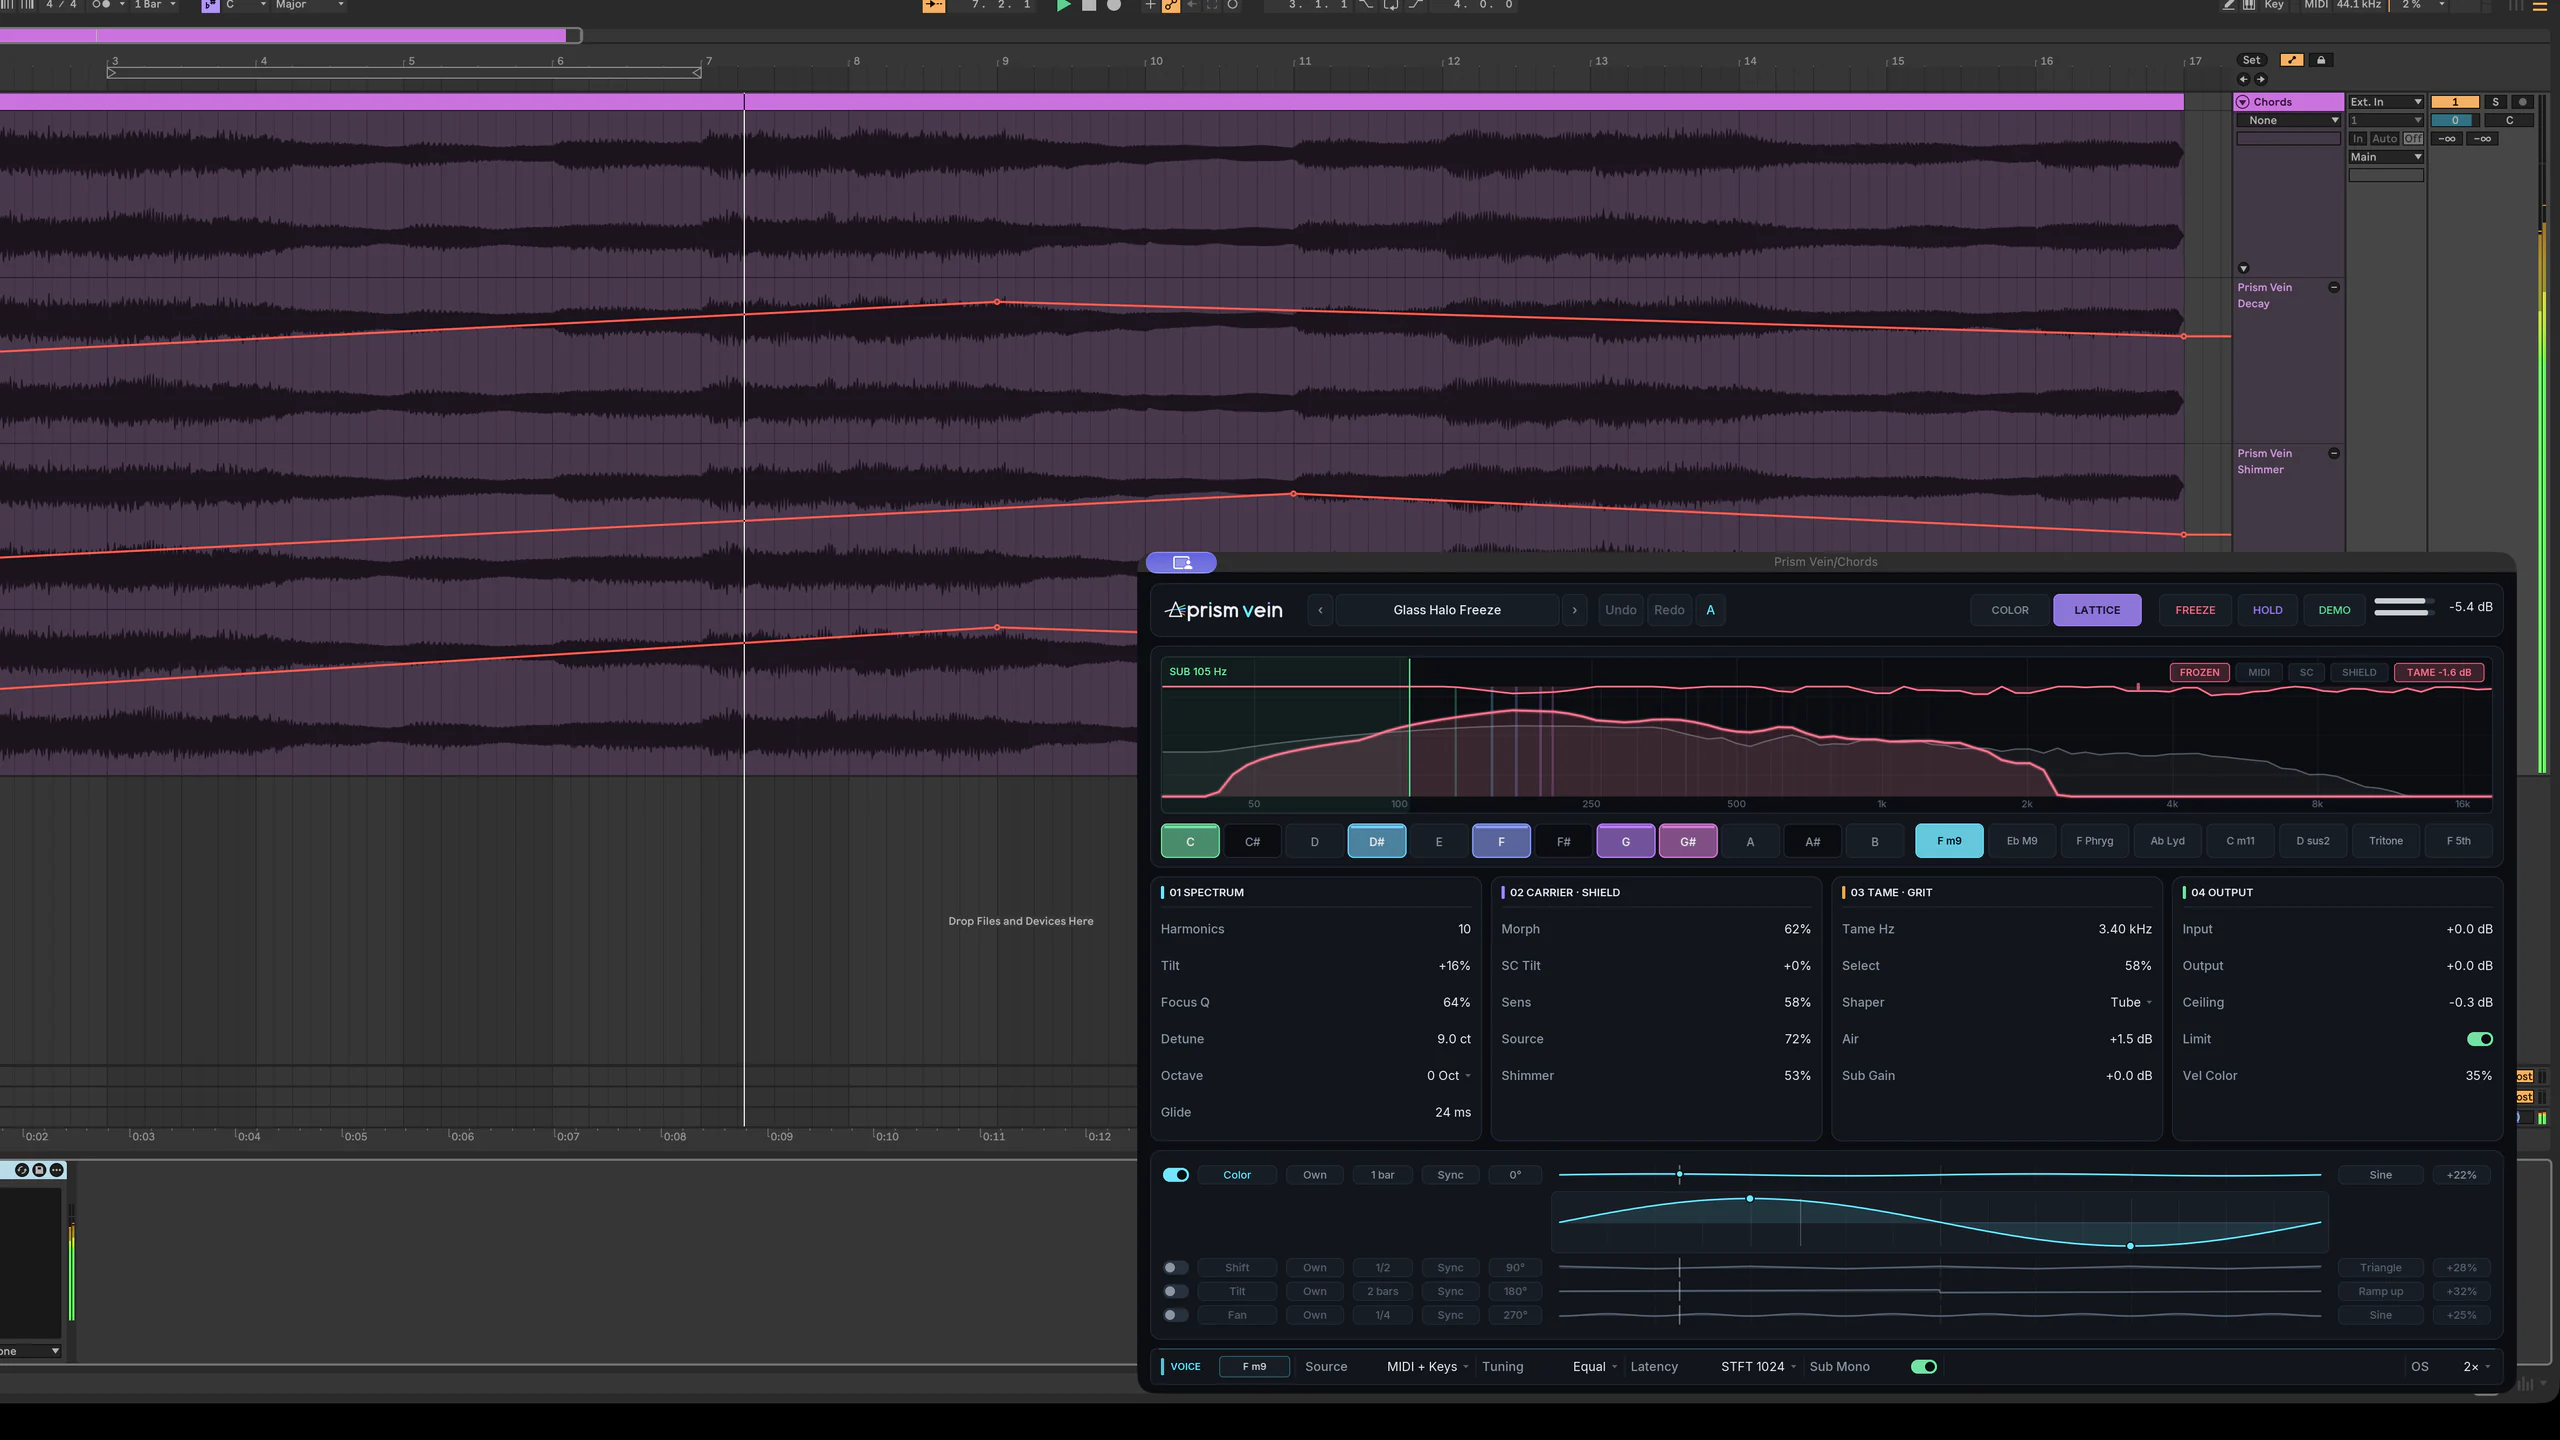 4 / 4 1 Bar C Major 7. 2. 1 3. 1. 1 4. 0. 0 Key MIDI 44.1 kHz 2 %
3 4 5 6 7 8 9 10 11 12 13 14 15 16 17 Set
Chords Ext. In 1 S
None 1 0 C
In Auto Off -∞ -∞
Main
Prism Vein
Decay
Prism Vein
Shimmer
Prism Vein/Chords
prism vein ‹ Glass Halo Freeze › Undo Redo A COLOR LATTICE FREEZE HOLD DEMO -5.4 dB
SUB 105 Hz FROZEN MIDI SC SHIELD TAME -1.6 dB
50 100 250 500 1k 2k 4k 8k 16k
C C# D D# E F F# G G# A A# B F m9 Eb M9 F Phryg Ab Lyd C m11 D sus2 Tritone F 5th
01 SPECTRUM
Harmonics 10
Tilt +16%
Focus Q 64%
Detune 9.0 ct
Octave 0 Oct
Glide 24 ms
02 CARRIER · SHIELD
Morph 62%
SC Tilt +0%
Sens 58%
Source 72%
Shimmer 53%
03 TAME · GRIT
Tame Hz 3.40 kHz
Select 58%
Shaper Tube
Air +1.5 dB
Sub Gain +0.0 dB
04 OUTPUT
Input +0.0 dB
Output +0.0 dB
Ceiling -0.3 dB
Limit
Vel Color 35%
Drop Files and Devices Here
0:02 0:03 0:04 0:05 0:06 0:07 0:08 0:09 0:10 0:11 0:12
Color Own 1 bar Sync 0° Sine +22%
Shift Own 1/2 Sync 90° Triangle +28%
Tilt Own 2 bars Sync 180° Ramp up +32%
Fan Own 1/4 Sync 270° Sine +25%
VOICE F m9 Source MIDI + Keys Tuning Equal Latency STFT 1024 Sub Mono OS 2×